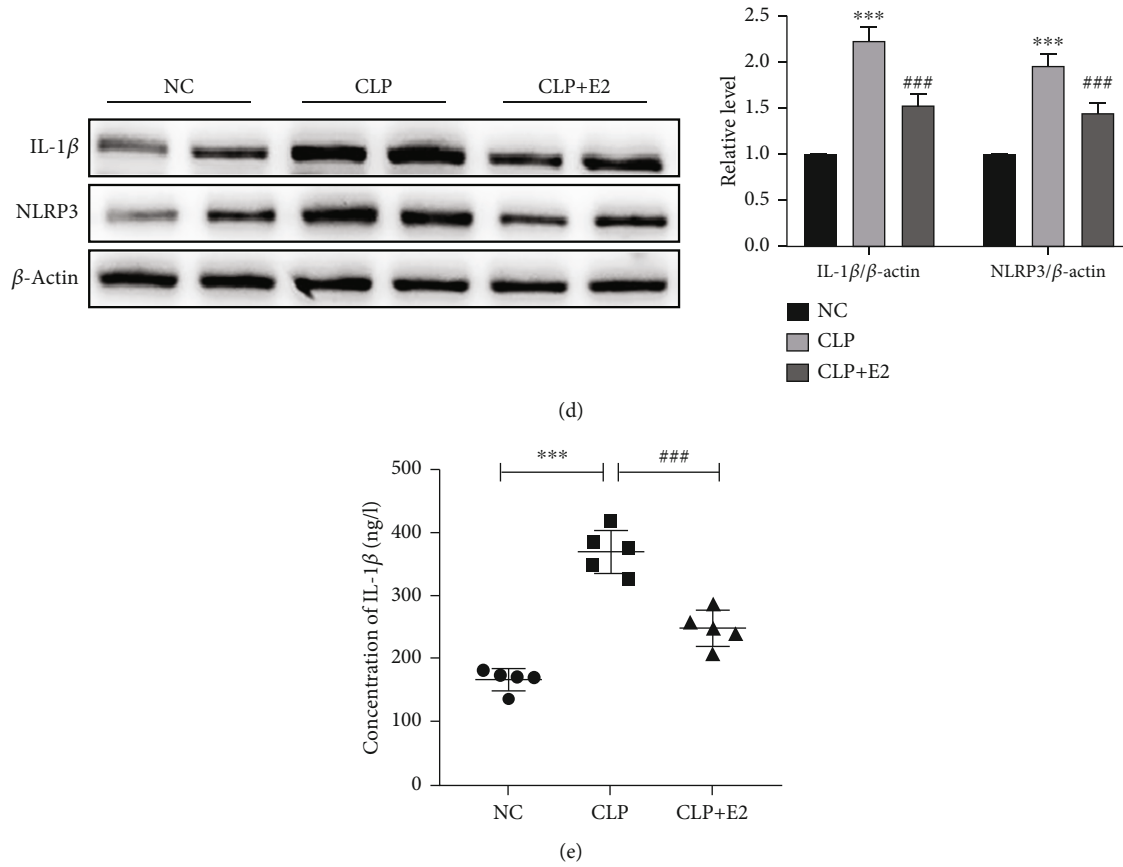 NC CLP CLP+E2
IL-1β
NLRP3
β-Actin
Relative level
2.5
2.0
1.5
1.0
0.5
0.0
*** ###
*** ###
IL-1β/β-actin NLRP3/β-actin
NC
CLP
CLP+E2
(d)
Concentration of IL-1β (ng/l)
500
400
300
200
100
0
*** ###
NC CLP CLP+E2
(e)